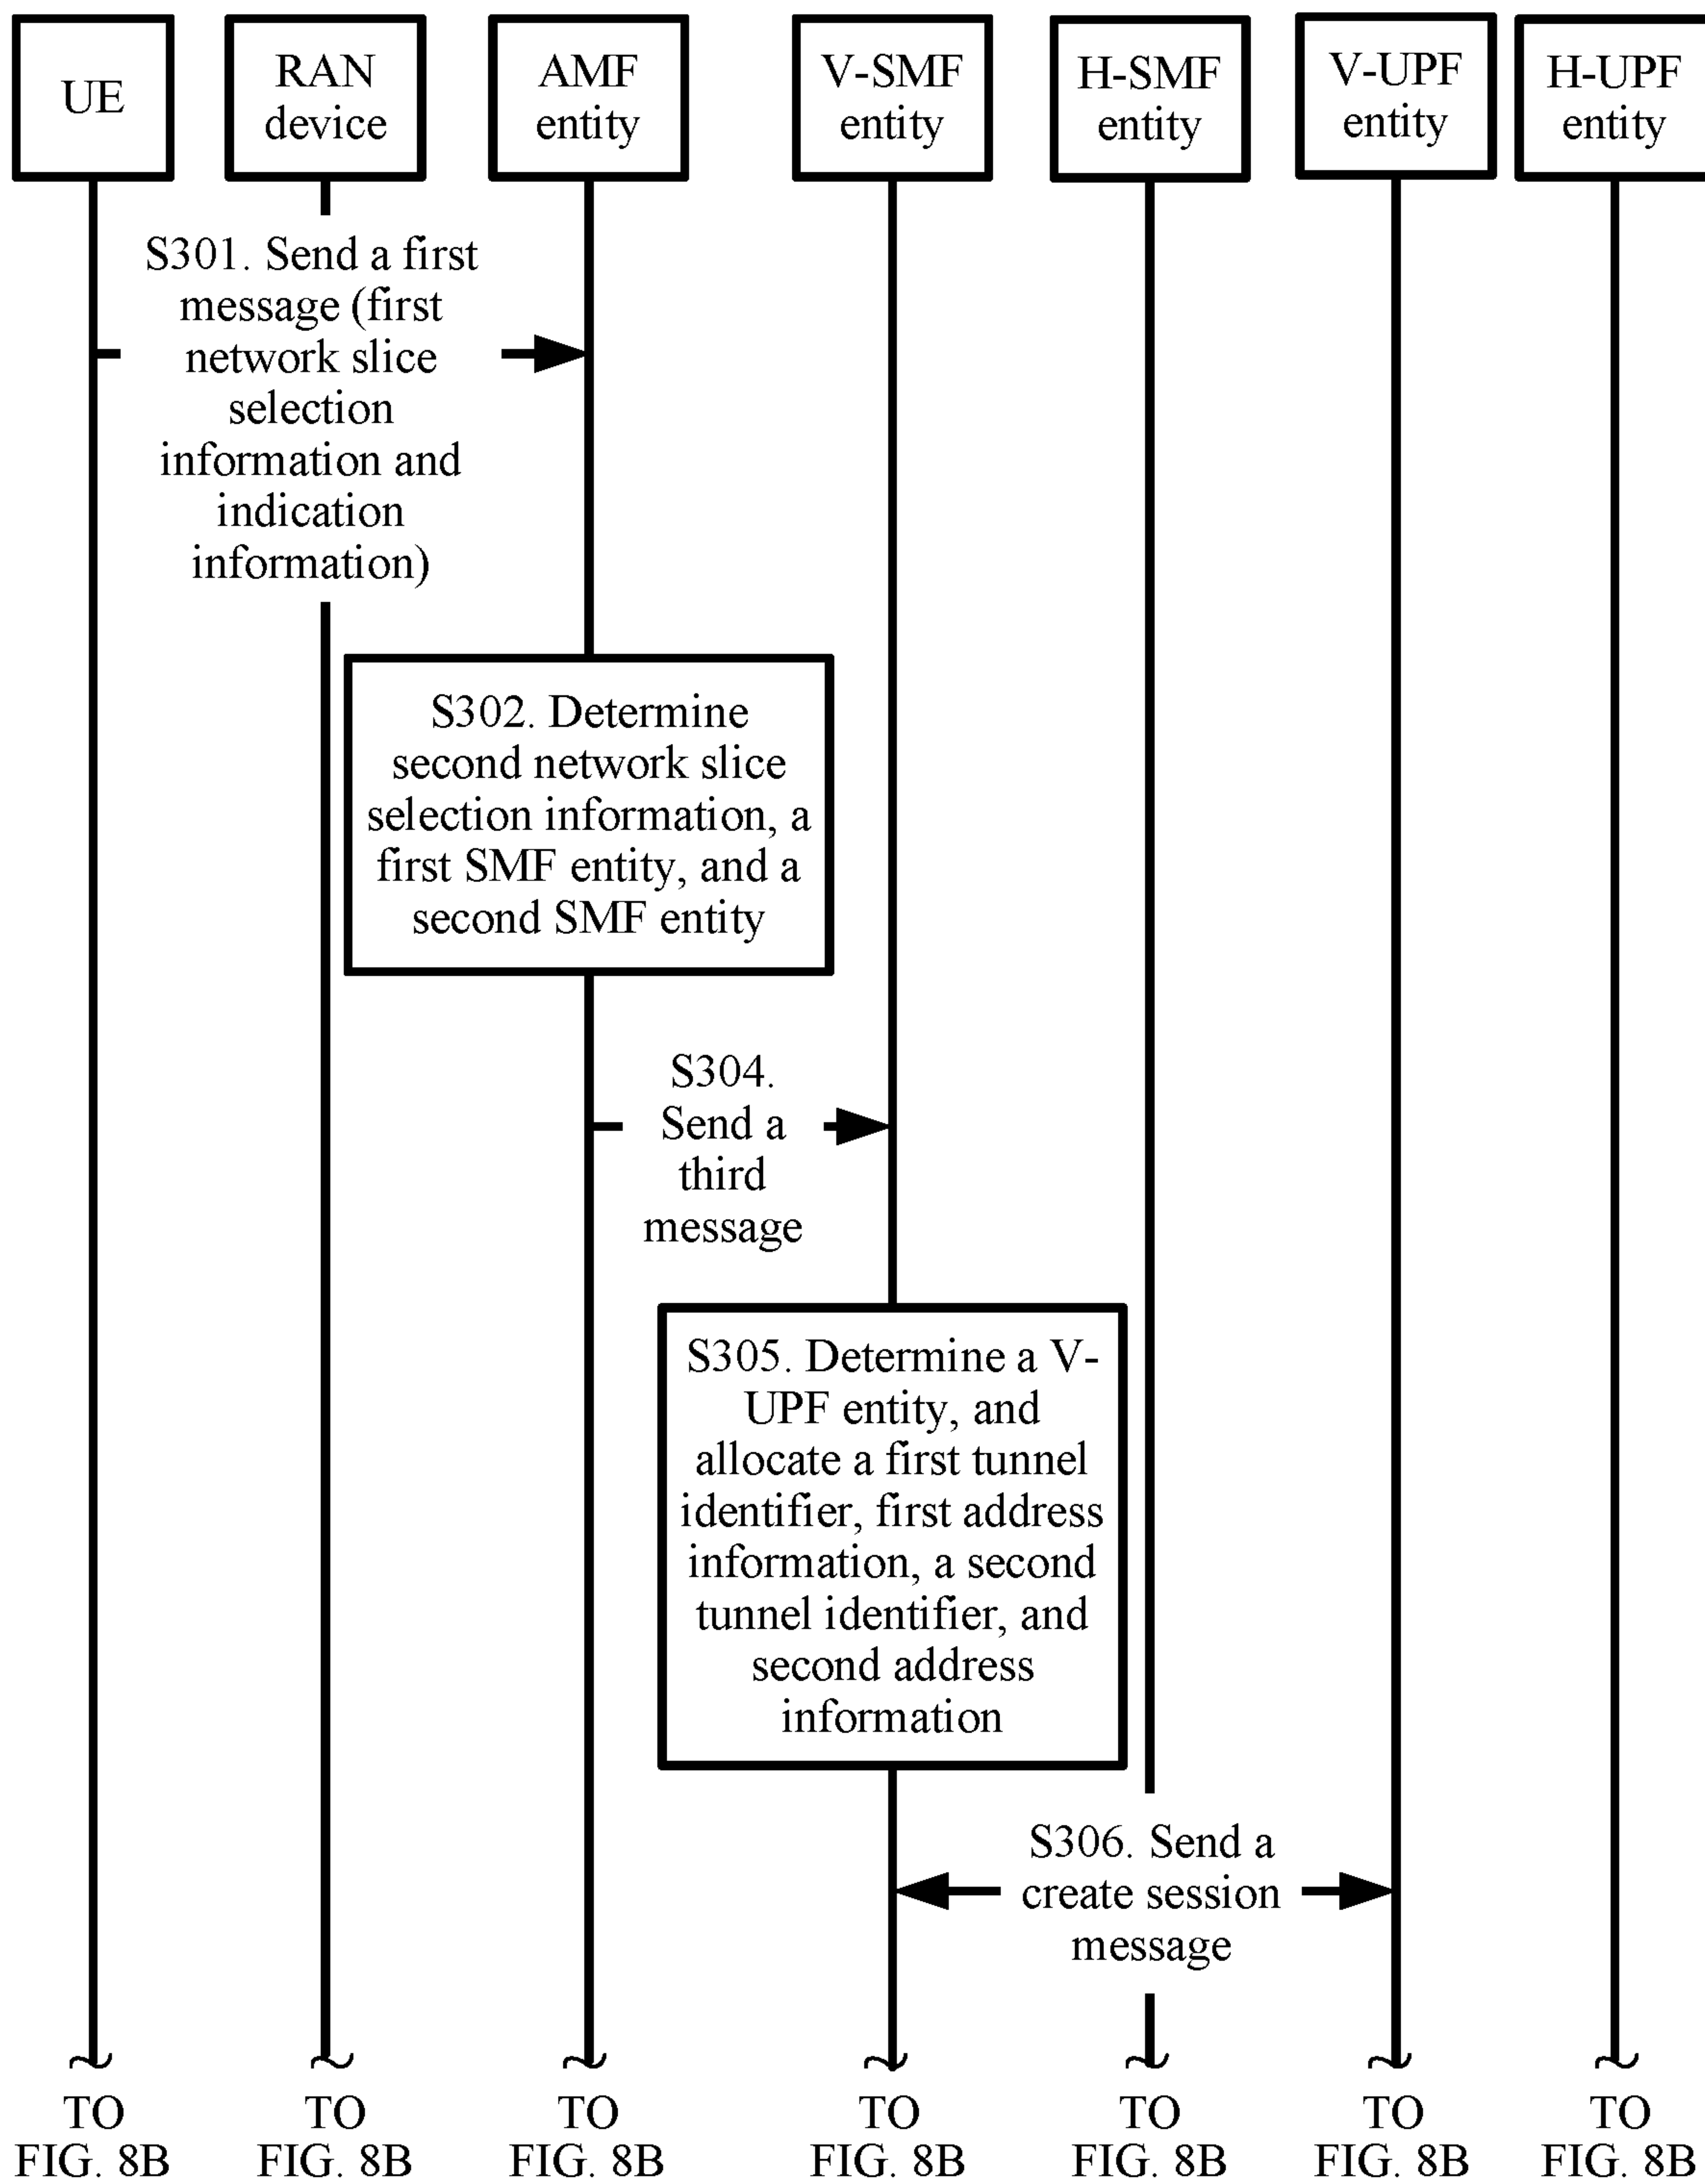 UE
RAN
device
AMF
entity
V-SMF
entity
H-SMF
entity
V-UPF
entity
H-UPF
entity
S301. Send a first
message (first
network slice
selection
information and
indication
information)
S302. Determine
second network slice
selection information, a
first SMF entity, and a
second SMF entity
S304.
Send a
third
message
S305. Determine a V-
UPF entity, and
allocate a first tunnel
identifier, first address
information, a second
tunnel identifier, and
second address
information
S306. Send a
create session
message
TO
FIG. 8B
TO
FIG. 8B
TO
FIG. 8B
TO
FIG. 8B
TO
FIG. 8B
TO
FIG. 8B
TO
FIG. 8B